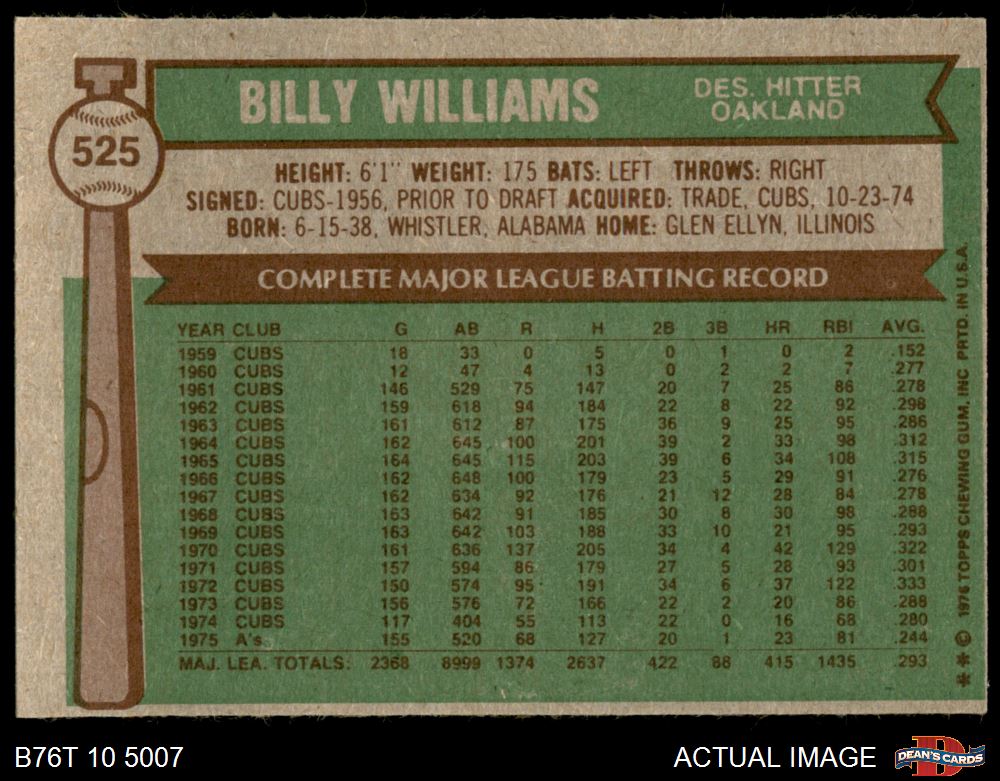 BILLY WILLIAMS
DES. HITTER
OAKLAND
525
HEIGHT: 6'1" WEIGHT: 175 BATS: LEFT THROWS: RIGHT
SIGNED: CUBS-1956, PRIOR TO DRAFT ACQUIRED: TRADE, CUBS, 10-23-74
BORN: 6-15-38, WHISTLER, ALABAMA HOME: GLEN ELLYN, ILLINOIS
COMPLETE MAJOR LEAGUE BATTING RECORD
YEAR CLUB G AB R H 2B 3B HR RBI AVG.
1959 CUBS 18 33 0 5 0 1 0 2 .152
1960 CUBS 12 47 4 13 0 2 2 7 .277
1961 CUBS 146 529 75 147 20 7 25 86 .278
1962 CUBS 159 618 94 184 22 8 22 92 .298
1963 CUBS 161 612 87 175 36 9 25 95 .286
1964 CUBS 162 645 100 201 39 2 33 98 .312
1965 CUBS 164 645 115 203 39 6 34 108 .315
1966 CUBS 162 648 100 179 23 5 29 91 .276
1967 CUBS 162 634 92 176 21 12 28 84 .278
1968 CUBS 163 642 91 185 30 8 30 98 .288
1969 CUBS 163 642 103 188 33 10 21 95 .293
1970 CUBS 161 636 137 205 34 4 42 129 .322
1971 CUBS 157 594 86 179 27 5 28 93 .301
1972 CUBS 150 574 95 191 34 6 37 122 .333
1973 CUBS 156 576 72 166 22 2 20 86 .288
1974 CUBS 117 404 55 113 22 0 16 68 .280
1975 A's 155 520 68 127 20 1 23 81 .244
MAJ. LEA. TOTALS: 2368 8999 1374 2637 422 88 415 1435 .293
** © 1976 TOPPS CHEWING GUM, INC PRTD. IN U.S.A.
B76T 10 5007
ACTUAL IMAGE
D
DEAN'S CARDS